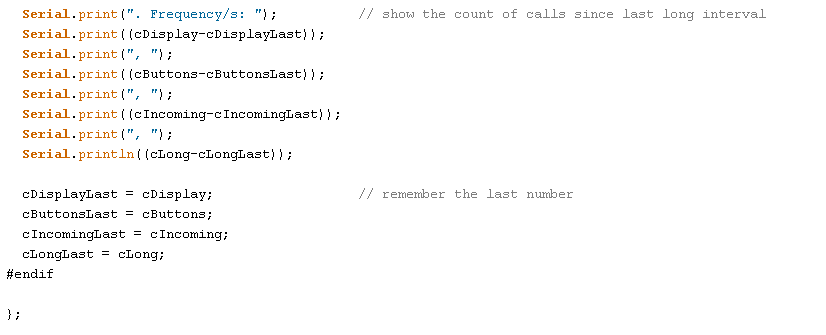 Serial.print(". Frequency/s: ");          // show the count of calls since last long interval
Serial.print((cDisplay-cDisplayLast));
Serial.print(", ");
Serial.print((cButtons-cButtonsLast));
Serial.print(", ");
Serial.print((cIncoming-cIncomingLast));
Serial.print(", ");
Serial.println((cLong-cLongLast));
cDisplayLast = cDisplay;                  // remember the last number
cButtonsLast = cButtons;
cIncomingLast = cIncoming;
cLongLast = cLong;
#endif
};